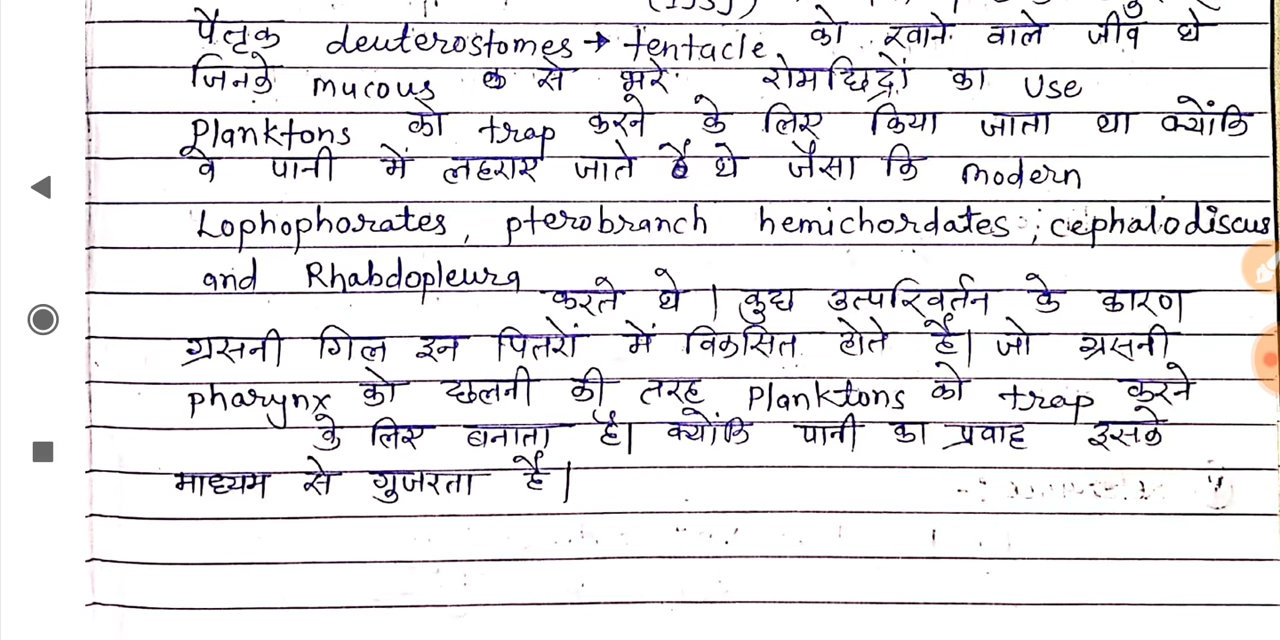 (1955)
पैतृक deuterostomes → tentacle को खाने वाले जीव थे
जिनके mucous से भरे रोमछिद्रों का use
Planktons को trap करने के लिए किया जाता था क्योंकि
वे पानी में लहराए जाते थे जैसा कि modern
Lophophorates, pterobranch hemichordates; cephalodiscus
and Rhabdopleura करते थे। कुछ उत्परिवर्तन के कारण
ग्रसनी गिल इन पितरों में विकसित होते हैं। जो ग्रसनी
pharynx को छलनी की तरह Planktons को trap करने
के लिए बनाता है। क्योंकि पानी का प्रवाह इसके
माध्यम से गुजरता है।